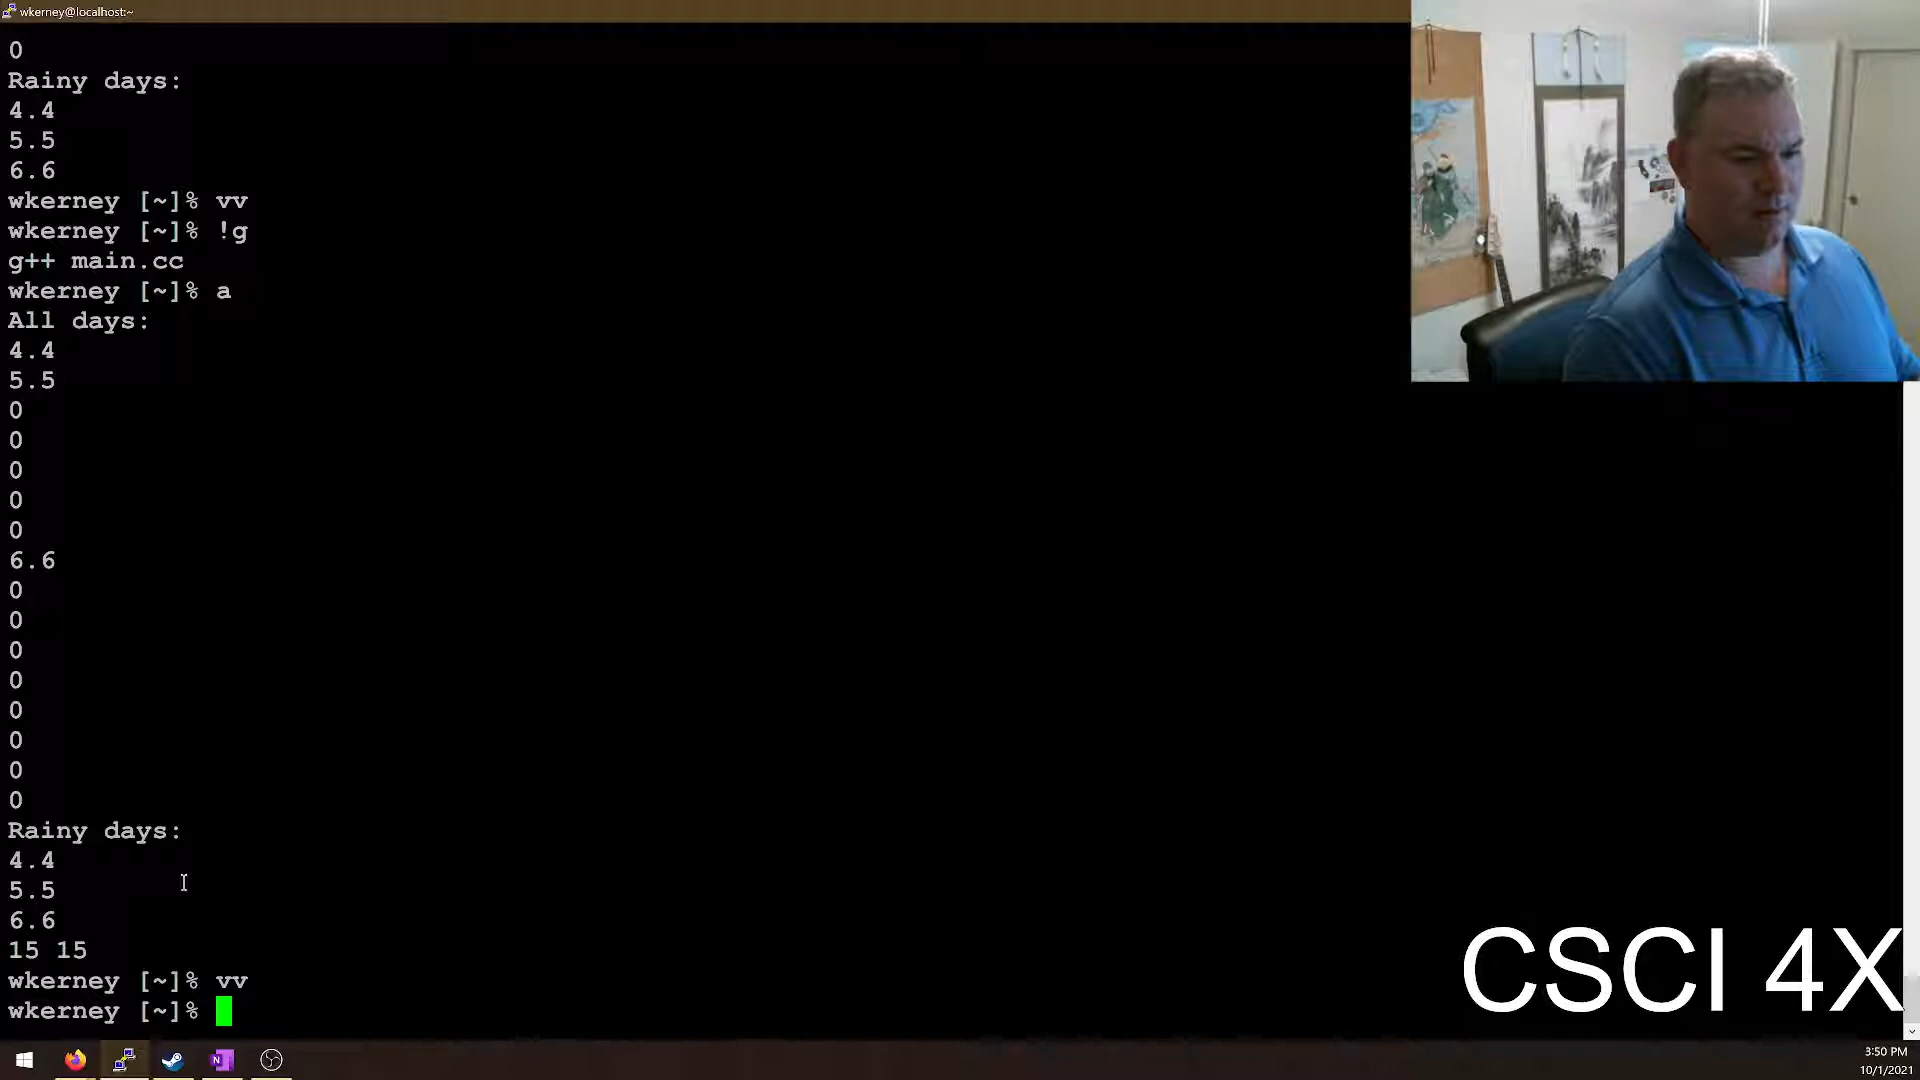 wkerney@localhost:~
0
Rainy days:
4.4
5.5
6.6
wkerney [~]% vv
wkerney [~]% !g
g++ main.cc
wkerney [~]% a
All days:
4.4
5.5
0
0
0
0
0
6.6
0
0
0
0
0
0
0
0
Rainy days:
4.4
5.5
6.6
15 15
wkerney [~]% vv
wkerney [~]%
CSCI 4X
3:50 PM
10/1/2021